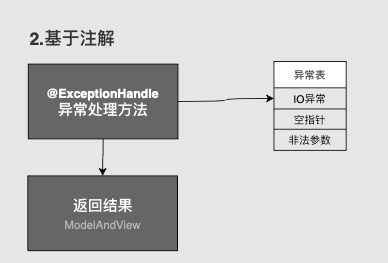 2.基于注解
@ExceptionHandle
异常处理方法
异常表
IO异常
空指针
非法参数
返回结果
ModelAndView